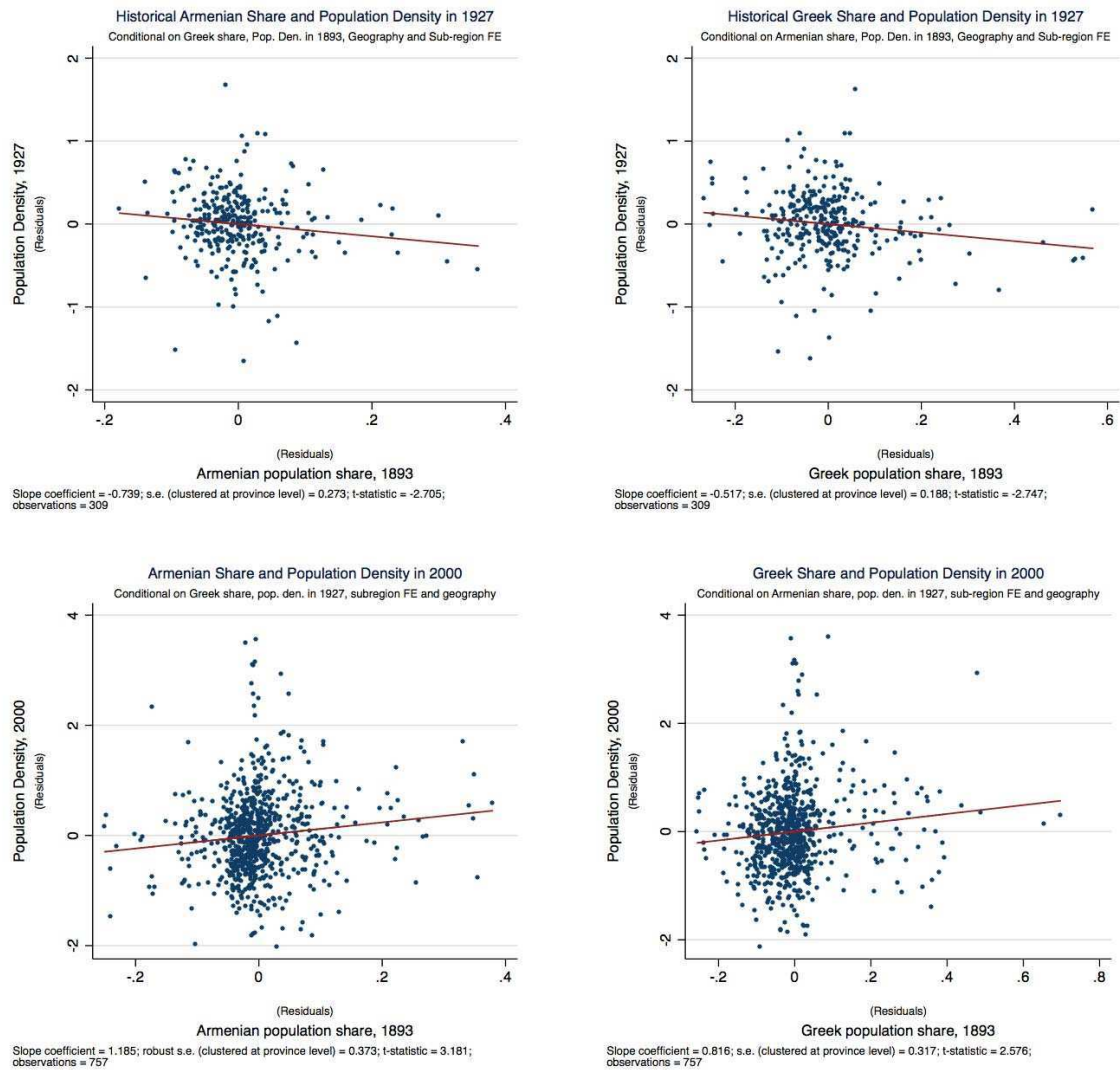 Historical Armenian Share and Population Density in 1927
Conditional on Greek share, Pop. Den. in 1893, Geography and Sub-region FE
2
1
0
-1
-2
Population Density, 1927
(Residuals)
-.2
0
.2
.4
(Residuals)
Armenian population share, 1893
Slope coefficient = -0.739; s.e. (clustered at province level) = 0.273; t-statistic = -2.705;
observations = 309
Historical Greek Share and Population Density in 1927
Conditional on Armenian share, Pop. Den. in 1893, Geography and Sub-region FE
2
1
0
-1
-2
Population Density, 1927
(Residuals)
-.2
0
.2
.4
.6
(Residuals)
Greek population share, 1893
Slope coefficient = -0.517; s.e. (clustered at province level) = 0.188; t-statistic = -2.747;
observations = 309
Armenian Share and Population Density in 2000
Conditional on Greek share, pop. den. in 1927, subregion FE and geography
4
2
0
-2
Population Density, 2000
(Residuals)
-.2
0
.2
.4
(Residuals)
Armenian population share, 1893
Slope coefficient = 1.185; robust s.e. (clustered at province level) = 0.373; t-statistic = 3.181;
observations = 757
Greek Share and Population Density in 2000
Conditional on Armenian share, pop. den. in 1927, sub-region FE and geography
4
2
0
-2
Population Density, 2000
(Residuals)
-.2
0
.2
.4
.6
.8
(Residuals)
Greek population share, 1893
Slope coefficient = 0.816; s.e. (clustered at province level) = 0.317; t-statistic = 2.576;
observations = 757